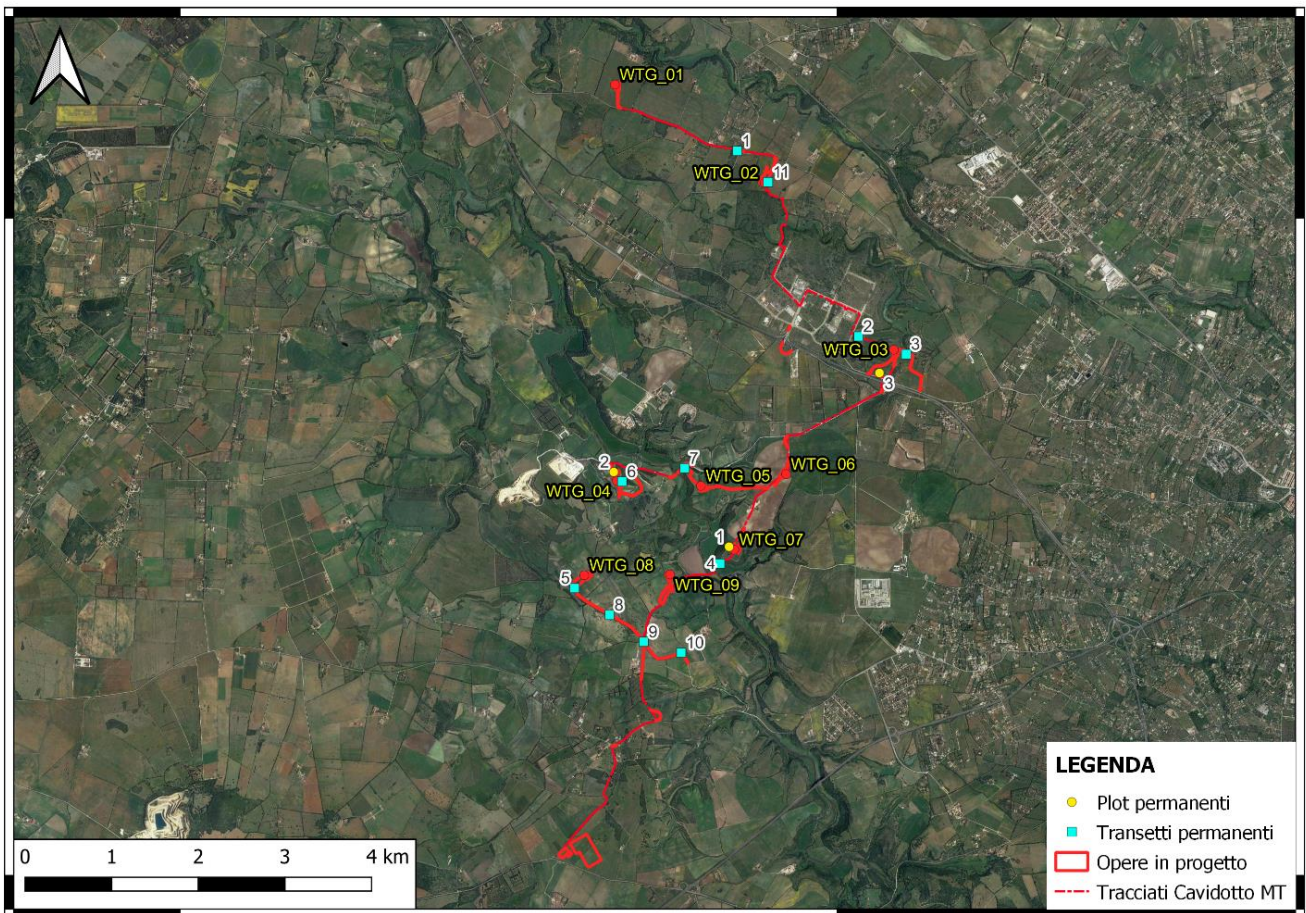 WTG_01
1
WTG_02
11
2
WTG_03
3
3
7
WTG_06
2
6
WTG_05
WTG_04
1
WTG_07
4
WTG_08
5
WTG_09
8
9
10
LEGENDA
Plot permanenti
Transetti permanenti
Opere in progetto
Tracciati Cavidotto MT
0 1 2 3 4 km